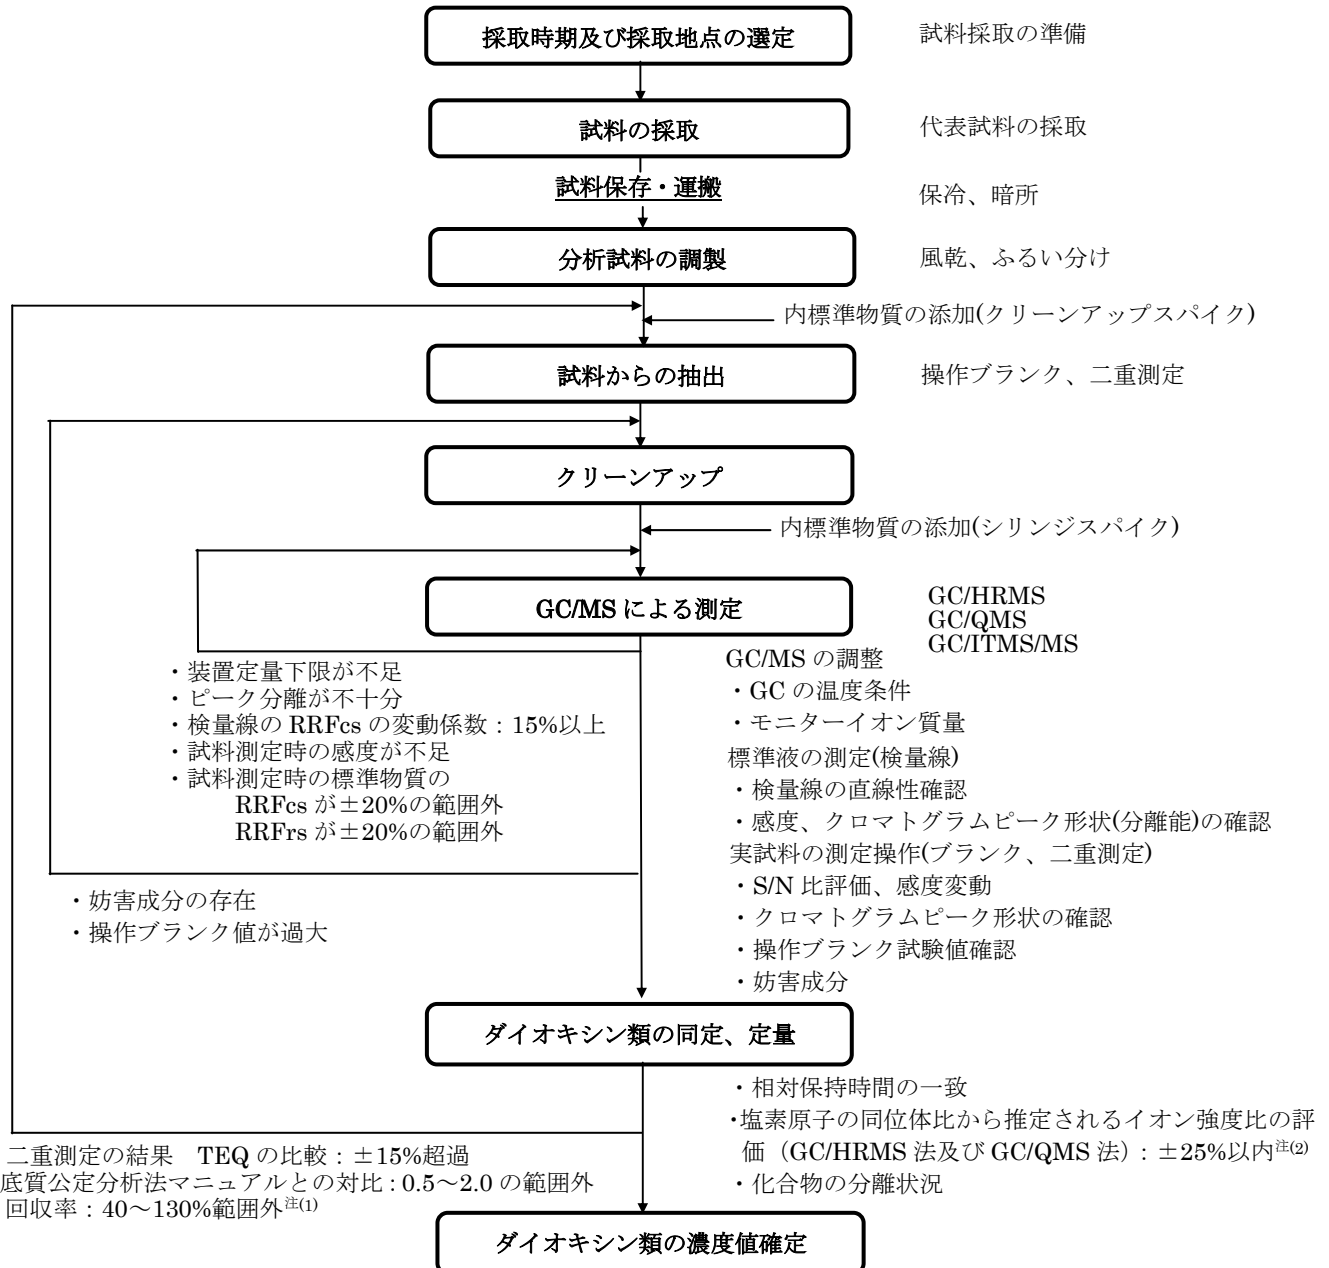 採取時期及び採取地点の選定
試料採取の準備
試料の採取
代表試料の採取
試料保存・運搬
保冷、暗所
分析試料の調製
風乾、ふるい分け
内標準物質の添加(クリーンアップスパイク)
試料からの抽出
操作ブランク、二重測定
クリーンアップ
内標準物質の添加(シリンジスパイク)
GC/MS による測定
GC/HRMS
GC/QMS
GC/ITMS/MS
・装置定量下限が不足
・ピーク分離が不十分
・検量線の RRFcs の変動係数：15%以上
・試料測定時の感度が不足
・試料測定時の標準物質の
RRFcs が±20%の範囲外
RRFrs が±20%の範囲外
GC/MS の調整
・GC の温度条件
・モニターイオン質量
標準液の測定(検量線)
・検量線の直線性確認
・感度、クロマトグラムピーク形状(分離能)の確認
実試料の測定操作(ブランク、二重測定)
・S/N 比評価、感度変動
・クロマトグラムピーク形状の確認
・操作ブランク試験値確認
・妨害成分
・妨害成分の存在
・操作ブランク値が過大
ダイオキシン類の同定、定量
・相対保持時間の一致
・塩素原子の同位体比から推定されるイオン強度比の評
価（GC/HRMS 法及び GC/QMS 法）：±25%以内注(2)
・化合物の分離状況
二重測定の結果　TEQ の比較：±15%超過
底質公定分析法マニュアルとの対比：0.5～2.0 の範囲外
回収率：40～130%範囲外注(1)
ダイオキシン類の濃度値確定